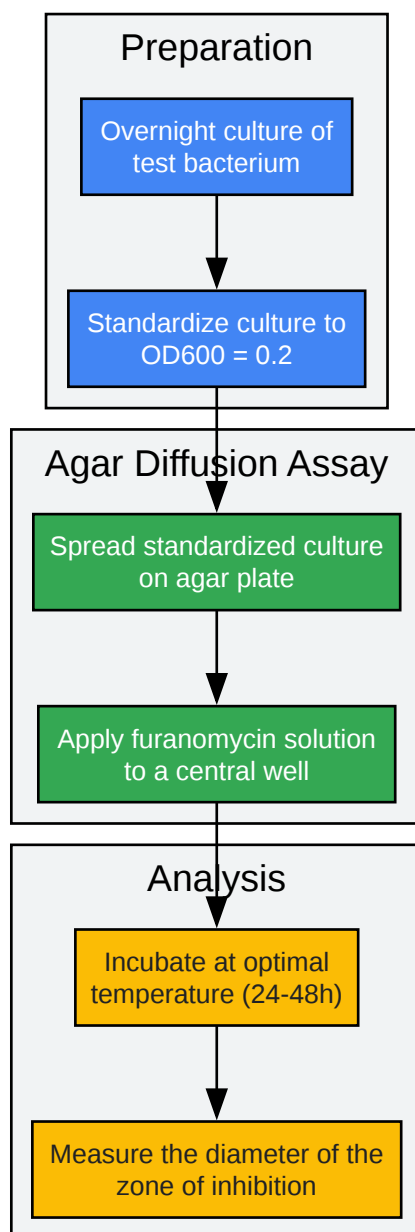 Preparation
Overnight culture of
test bacterium
Standardize culture to
OD600 = 0.2
Agar Diffusion Assay
Spread standardized culture
on agar plate
Apply furanomycin solution
to a central well
Analysis
Incubate at optimal
temperature (24-48h)
Measure the diameter of the
zone of inhibition